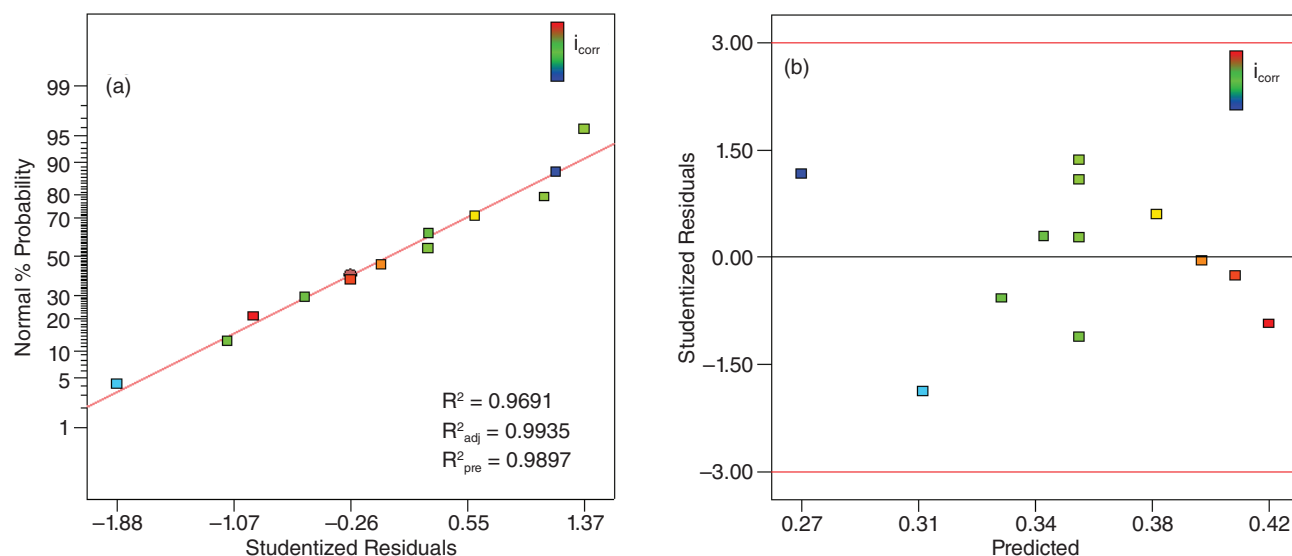 (a)
i_corr
99
95
90
80
70
50
30
20
10
5
1
Normal % Probability
R² = 0.9691
R²_adj = 0.9935
R²_pre = 0.9897
−1.88 −1.07 −0.26 0.55 1.37
Studentized Residuals
(b)
i_corr
3.00
1.50
0.00
−1.50
−3.00
Studentized Residuals
0.27 0.31 0.34 0.38 0.42
Predicted